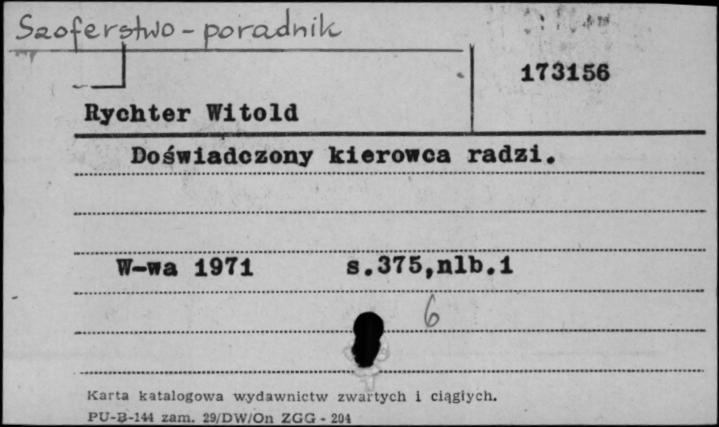 Szoferstwo - poradnik
173156
Rychter Witold
Doświadczony kierowca radzi.
W-wa 1971 s.375,nlb.1
6
Karta katalogowa wydawnictw zwartych i ciągłych.
PU-B-144 zam. 29/DW/On ZGG - 204